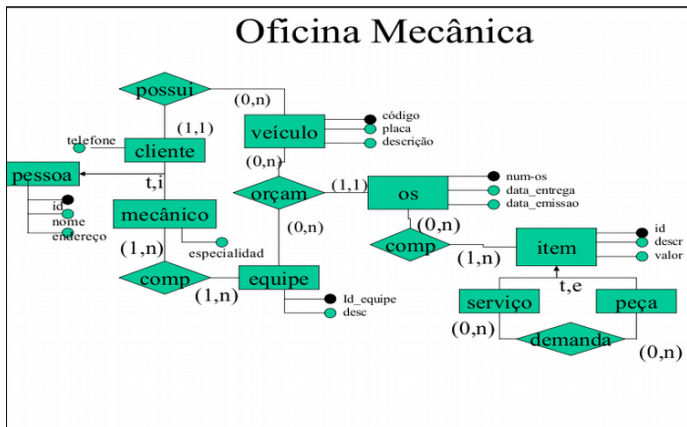 Oficina Mecânica
possui
(0,n)
código
placa
descrição
veículo
telefone
(1,1)
cliente
(0,n)
pessoa
t,i
orçam
(1,1)
os
num-os
data_entrega
data_emissao
id
nome
endereço
mecânico
(0,n)
(0,n)
(1,n)
especialidad
comp
(1,n)
item
id
descr
valor
comp
(1,n)
equipe
t,e
Id_equipe
desc
serviço
peça
(0,n)
demanda
(0,n)